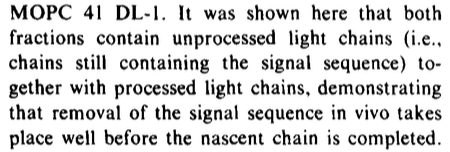 MOPC 41 DL-1. It was shown here that both
fractions contain unprocessed light chains (i.e.,
chains still containing the signal sequence) to-
gether with processed light chains, demonstrating
that removal of the signal sequence in vivo takes
place well before the nascent chain is completed.